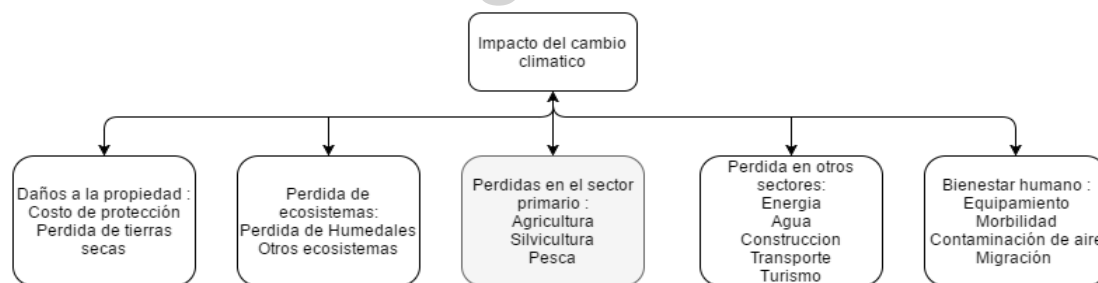 Impacto del cambio
climatico
Daños a la propiedad :
Costo de protección
Perdida de tierras
secas
Perdida de
ecosistemas:
Perdida de Humedales
Otros ecosistemas
Perdidas en el sector
primario :
Agricultura
Silvicultura
Pesca
Perdida en otros
sectores:
Energia
Agua
Construccion
Transporte
Turismo
Bienestar humano :
Equipamiento
Morbilidad
Contaminación de aire
Migración